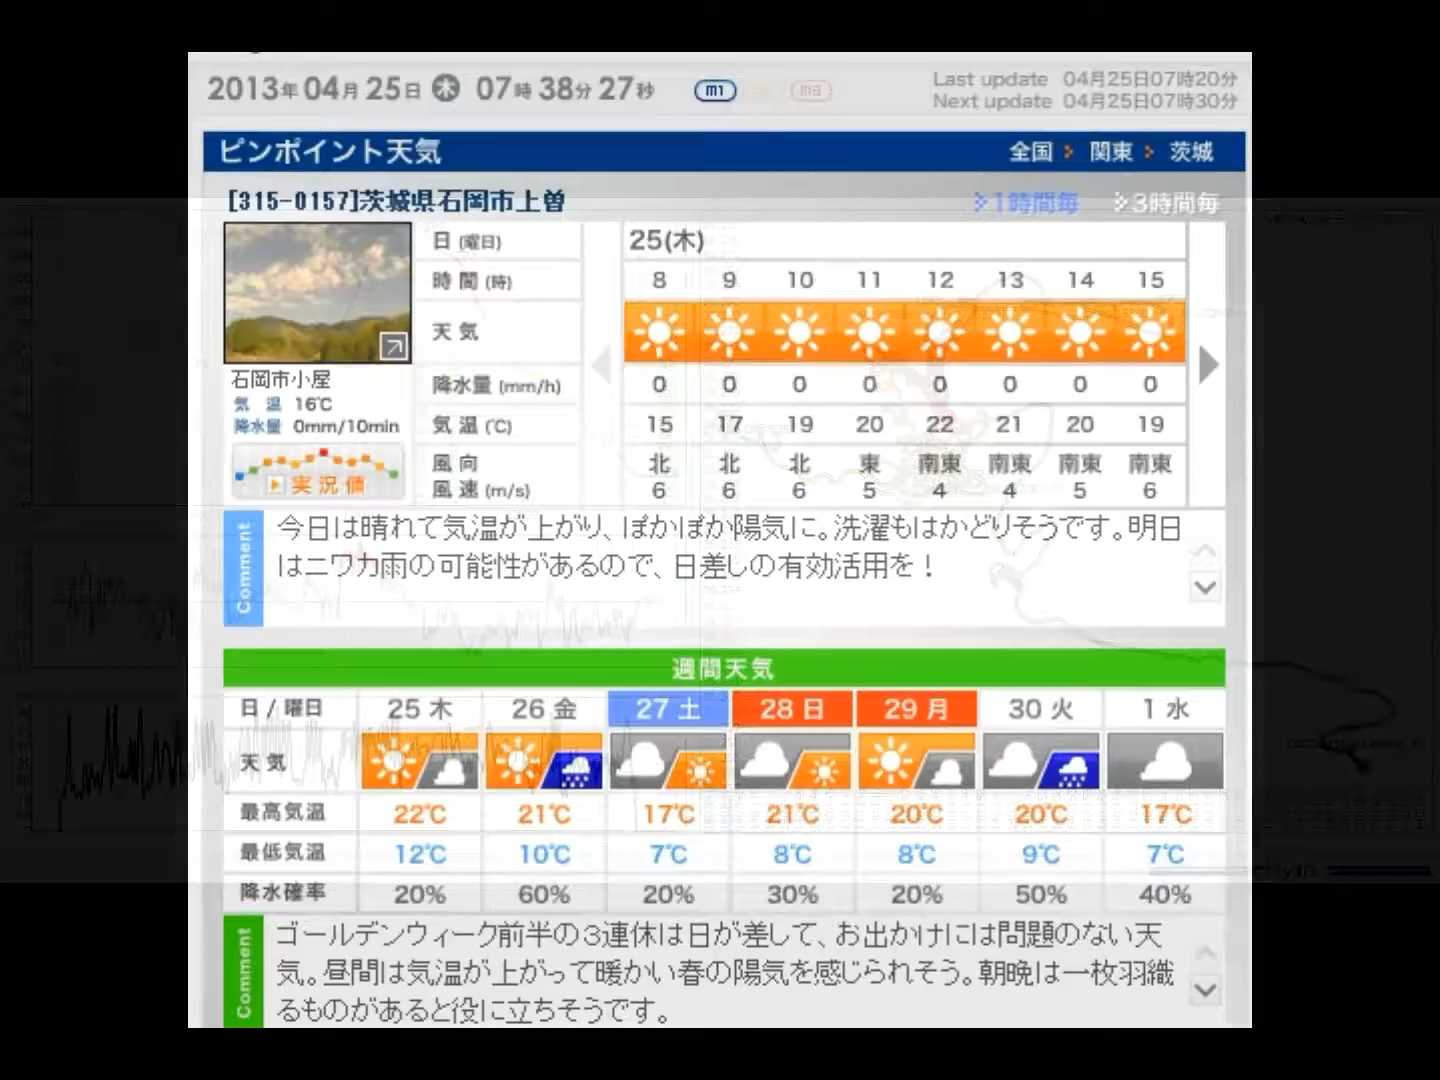 2013年04月25日 木 07時38分27秒 m1 m3
Last update 04月25日07時20分
Next update 04月25日07時30分
ピンポイント天気 全国 関東 茨城
[315-0157]茨城県石岡市上曽 1時間毎 3時間毎
日(曜日) 25(木)
時間(時) 8 9 10 11 12 13 14 15
天気
降水量(mm/h) 0 0 0 0 0 0 0 0
気温(℃) 15 17 19 20 22 21 20 19
風向 北 北 北 東 南東 南東 南東 南東
風速(m/s) 6 6 6 5 4 4 5 6
石岡市小屋
気温 16℃
降水量 0mm/10min
実況値
Comment
今日は晴れて気温が上がり、ぽかぽか陽気に。洗濯もはかどりそうです。明日
はニワカ雨の可能性があるので、日差しの有効活用を！
週間天気
日/曜日 25木 26金 27土 28日 29月 30火 1水
天気
最高気温 22℃ 21℃ 17℃ 21℃ 20℃ 20℃ 17℃
最低気温 12℃ 10℃ 7℃ 8℃ 8℃ 9℃ 7℃
降水確率 20% 60% 20% 30% 20% 50% 40%
Comment
ゴールデンウィーク前半の3連休は日が差して、お出かけには問題のない天
気。昼間は気温が上がって暖かい春の陽気を感じられそう。朝晩は一枚羽織
るものがあると役に立ちそうです。